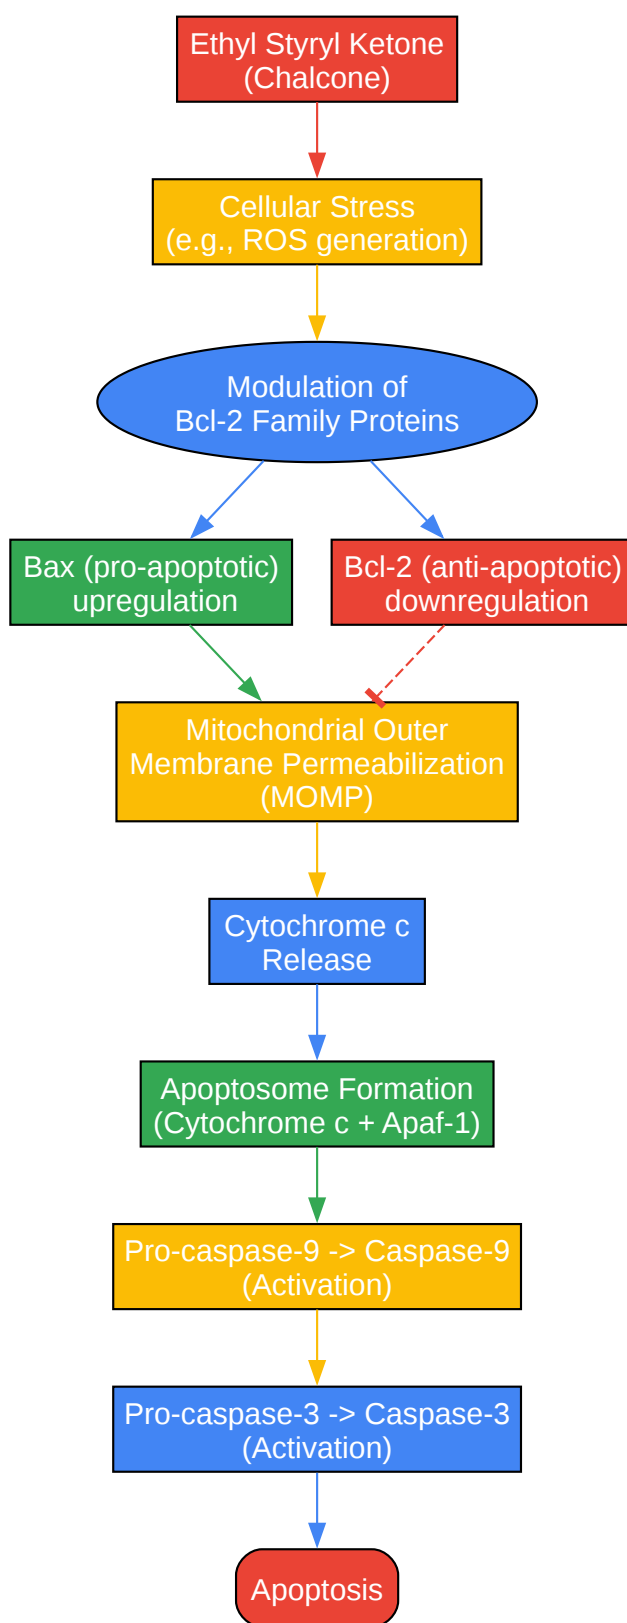 Ethyl Styryl Ketone
(Chalcone)
Cellular Stress
(e.g., ROS generation)
Modulation of
Bcl-2 Family Proteins
Bax (pro-apoptotic)
upregulation
Bcl-2 (anti-apoptotic)
downregulation
Mitochondrial Outer
Membrane Permeabilization
(MOMP)
Cytochrome c
Release
Apoptosome Formation
(Cytochrome c + Apaf-1)
Pro-caspase-9 -> Caspase-9
(Activation)
Pro-caspase-3 -> Caspase-3
(Activation)
Apoptosis